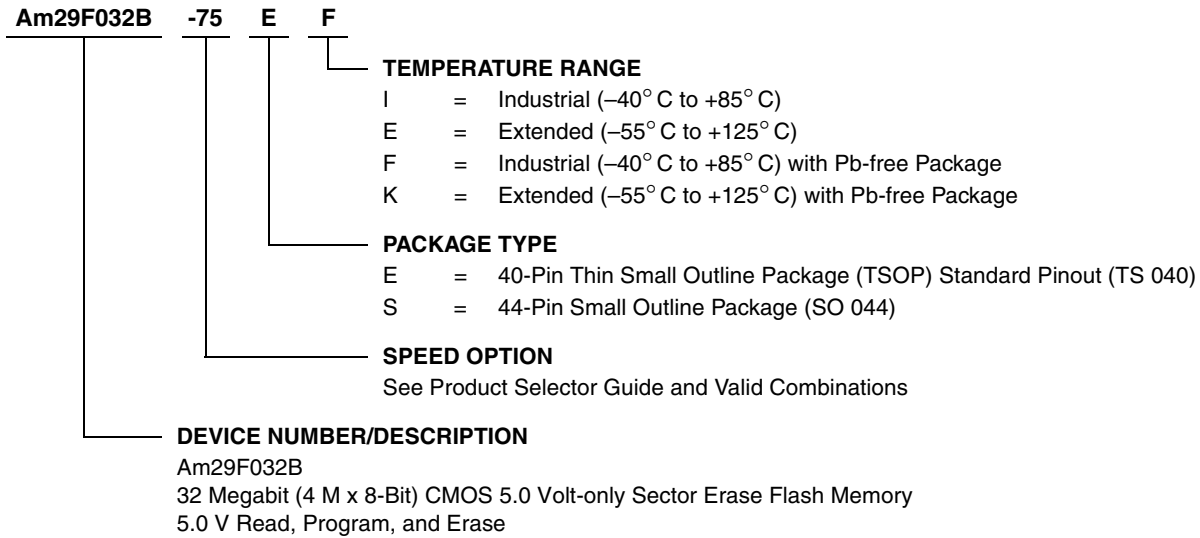 Am29F032B -75 E F
TEMPERATURE RANGE
I = Industrial (–40° C to +85° C)
E = Extended (–55° C to +125° C)
F = Industrial (–40° C to +85° C) with Pb-free Package
K = Extended (–55° C to +125° C) with Pb-free Package
PACKAGE TYPE
E = 40-Pin Thin Small Outline Package (TSOP) Standard Pinout (TS 040)
S = 44-Pin Small Outline Package (SO 044)
SPEED OPTION
See Product Selector Guide and Valid Combinations
DEVICE NUMBER/DESCRIPTION
Am29F032B
32 Megabit (4 M x 8-Bit) CMOS 5.0 Volt-only Sector Erase Flash Memory
5.0 V Read, Program, and Erase